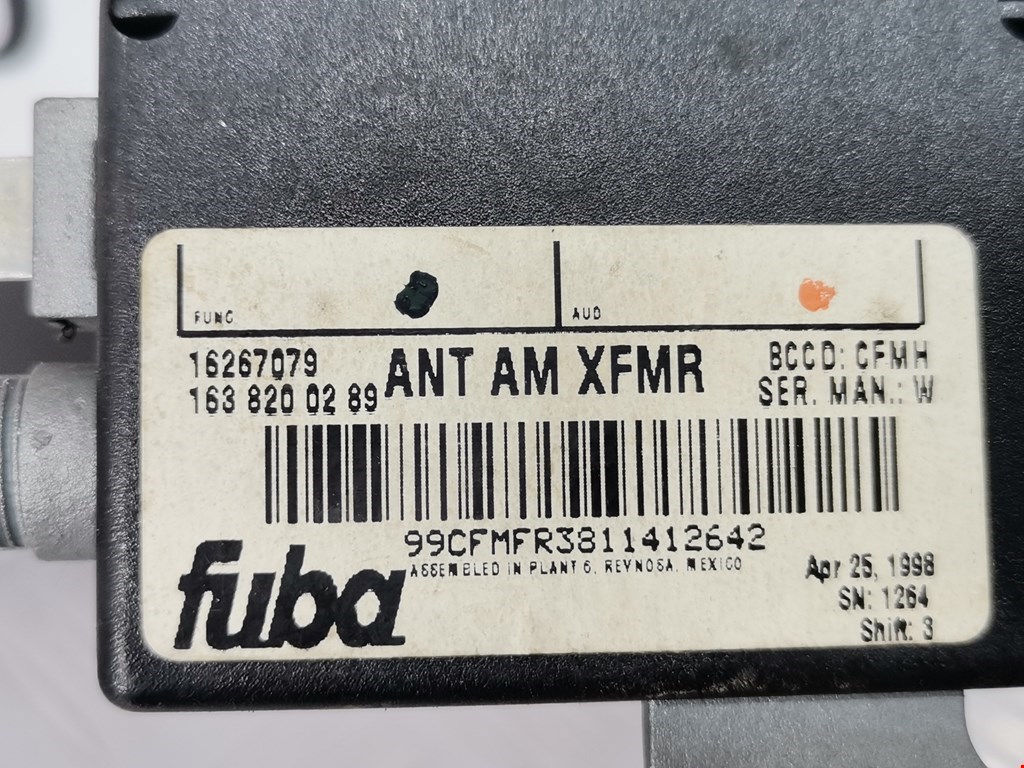 FUNC
AUD
16267079
163 820 02 89
ANT AM XFMR
BCCD: CFMH
SER. MAN.: W
99CFMFR3811412642
ASSEMBLED IN PLANT 6, REYNOSA, MEXICO
fuba
Apr 25, 1998
SN: 1264
Shift: 3